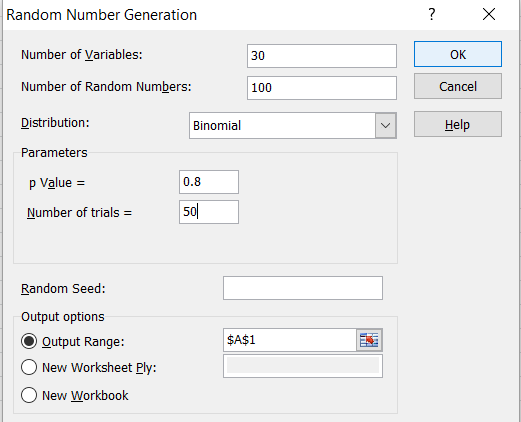 Random Number Generation ? ×
Number of Variables: 30 OK
Number of Random Numbers: 100 Cancel
Distribution: Binomial Help
Parameters
p Value = 0.8
Number of trials = 50
Random Seed:
Output options
Output Range: $A$1
New Worksheet Ply:
New Workbook